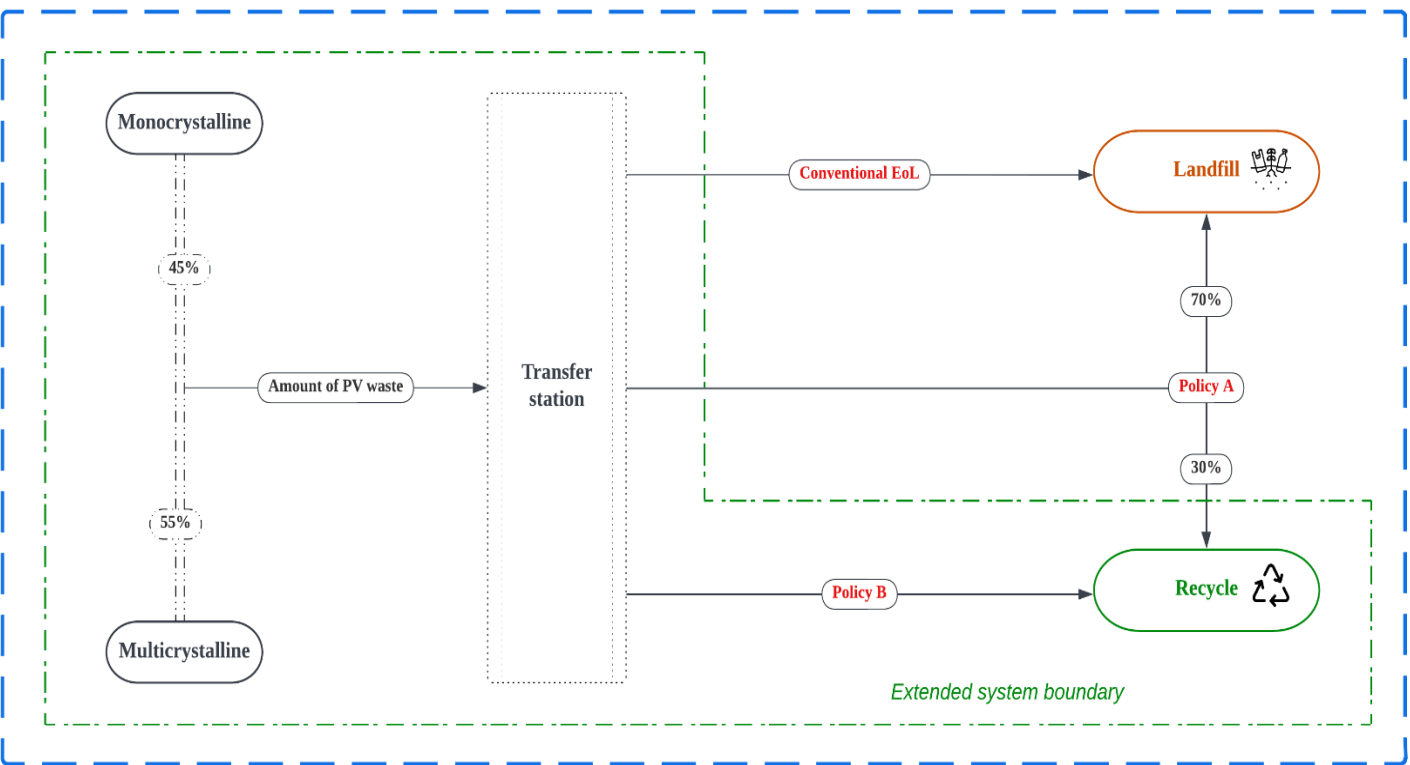 Monocrystalline
Conventional EoL
Landfill
45%
70%
Amount of PV waste
Transfer
station
Policy A
30%
55%
Policy B
Recycle
Multicrystalline
Extended system boundary